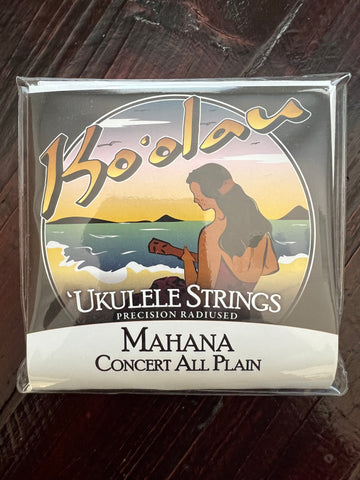 Ko'olau
'UKULELE STRINGS
PRECISION RADIUSED
MAHANA
CONCERT ALL PLAIN